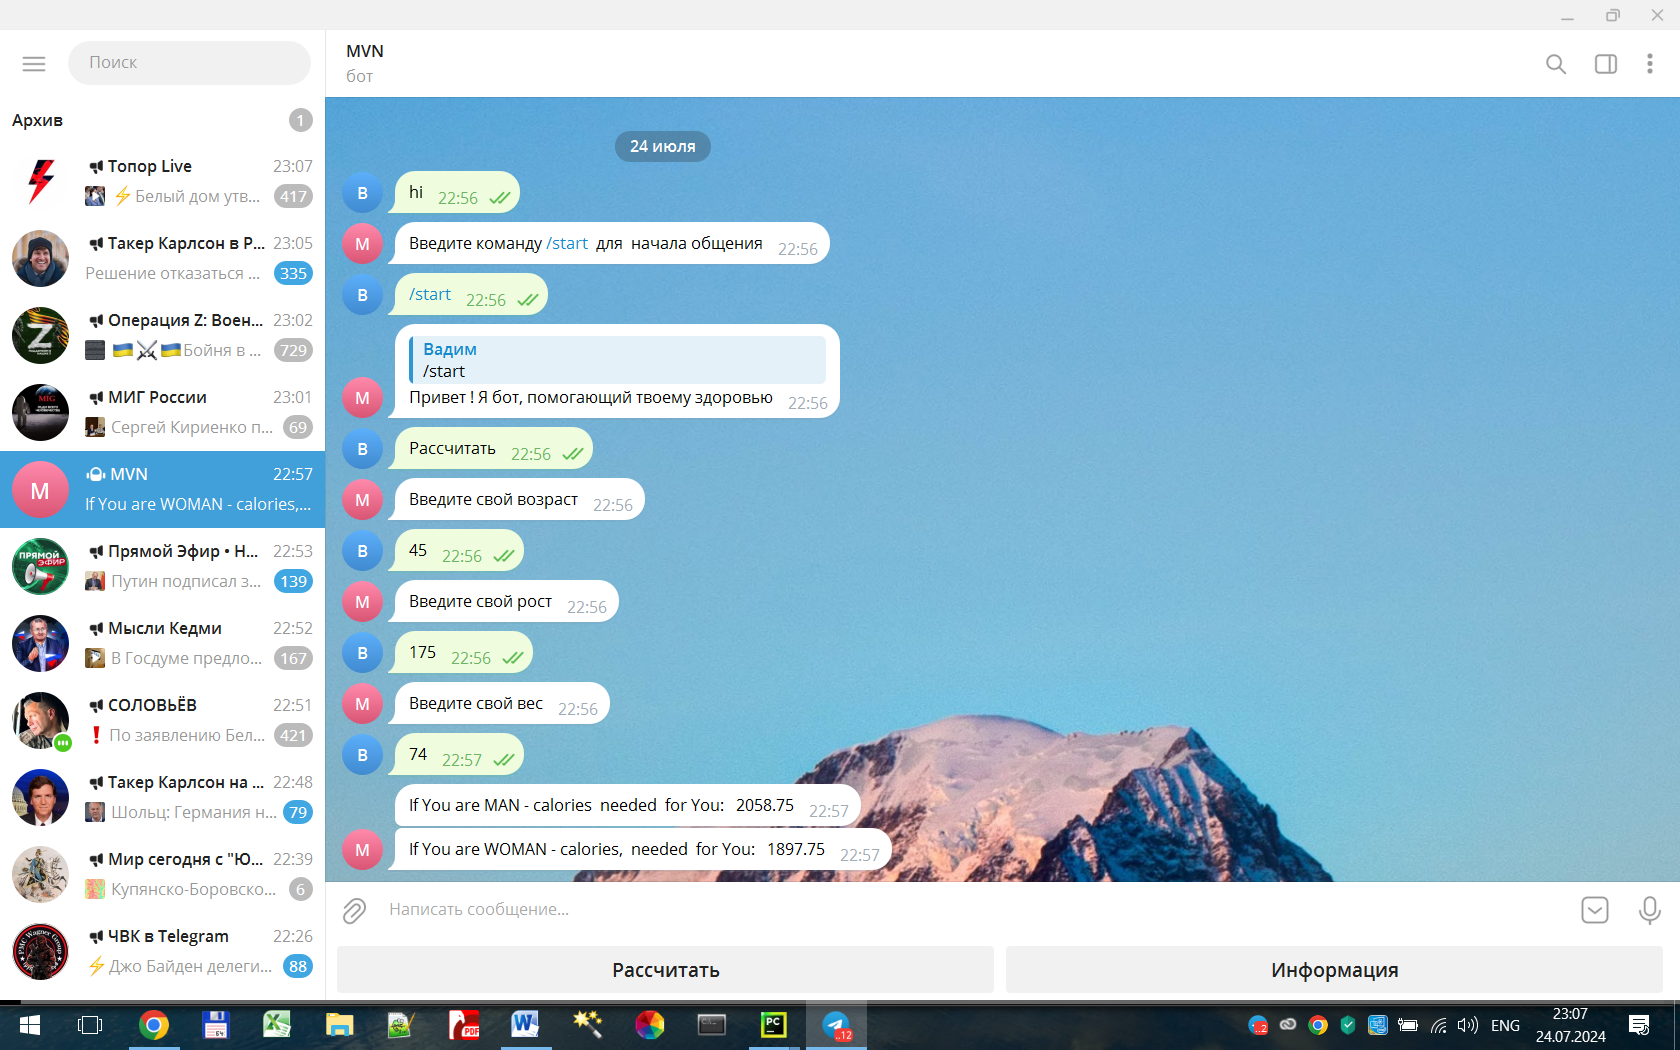 Поиск
MVN
бот
Архив
1
Топор Live 23:07
⚡Белый дом утв... 417
Такер Карлсон в Р... 23:05
Решение отказаться ... 335
Операция Z: Воен... 23:02
🇺🇦⚔️🇺🇦Бойня в ... 729
МИГ России 23:01
Сергей Кириенко п... 69
M
MVN 22:57
If You are WOMAN - calories,...
ПРЯМОЙ
ЭФИР
Прямой Эфир • Н... 22:53
Путин подписал з... 139
Мысли Кедми 22:52
В Госдуме предло... 167
СОЛОВЬЁВ 22:51
❗ По заявлению Бел... 421
Такер Карлсон на ... 22:48
Шольц: Германия н... 79
Мир сегодня с "Ю... 22:39
Купянско-Боровско... 6
ЧВК в Telegram 22:26
⚡Джо Байден делеги... 88
24 июля
В hi 22:56
M Введите команду /start для начала общения 22:56
В /start 22:56
Вадим
/start
M Привет ! Я бот, помогающий твоему здоровью 22:56
В Рассчитать 22:56
M Введите свой возраст 22:56
В 45 22:56
M Введите свой рост 22:56
В 175 22:56
M Введите свой вес 22:56
В 74 22:57
If You are MAN - calories needed for You: 2058.75 22:57
M If You are WOMAN - calories, needed for You: 1897.75 22:57
Написать сообщение...
Рассчитать
Информация
64
PDF
W
PC
..12
..2
ENG
23:07
24.07.2024